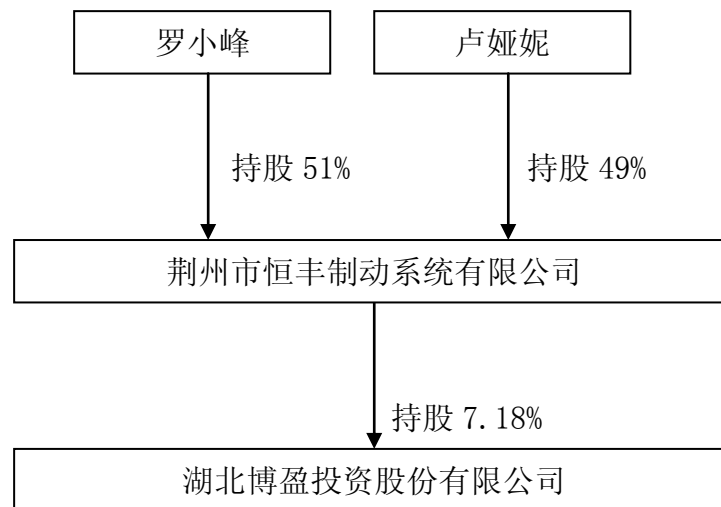 罗小峰
卢娅妮
持股 51%
持股 49%
荆州市恒丰制动系统有限公司
持股 7.18%
湖北博盈投资股份有限公司